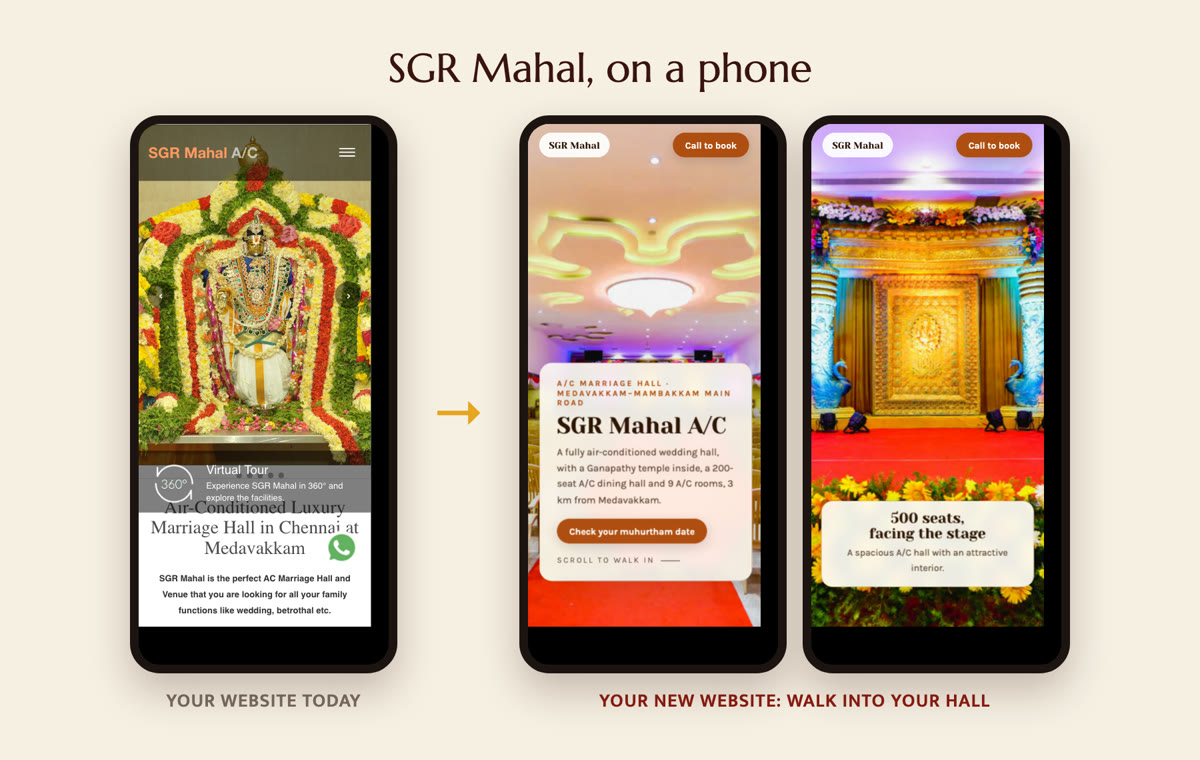 SGR Mahal, on a phone
SGR Mahal A/C
360°
Virtual Tour
Experience SGR Mahal in 360° and
explore the facilities.
Air-Conditioned Luxury
Marriage Hall in Chennai at
Medavakkam
SGR Mahal is the perfect AC Marriage Hall and
Venue that you are looking for all your family
functions like wedding, betrothal etc.
YOUR WEBSITE TODAY
SGR Mahal
Call to book
A/C MARRIAGE HALL ·
MEDAVAKKAM–MAMBAKKAM MAIN
ROAD
SGR Mahal A/C
A fully air-conditioned wedding hall,
with a Ganapathy temple inside, a 200-
seat A/C dining hall and 9 A/C rooms, 3
km from Medavakkam.
Check your muhurtham date
SCROLL TO WALK IN
SGR Mahal
Call to book
500 seats,
facing the stage
A spacious A/C hall with an attractive
interior.
YOUR NEW WEBSITE: WALK INTO YOUR HALL